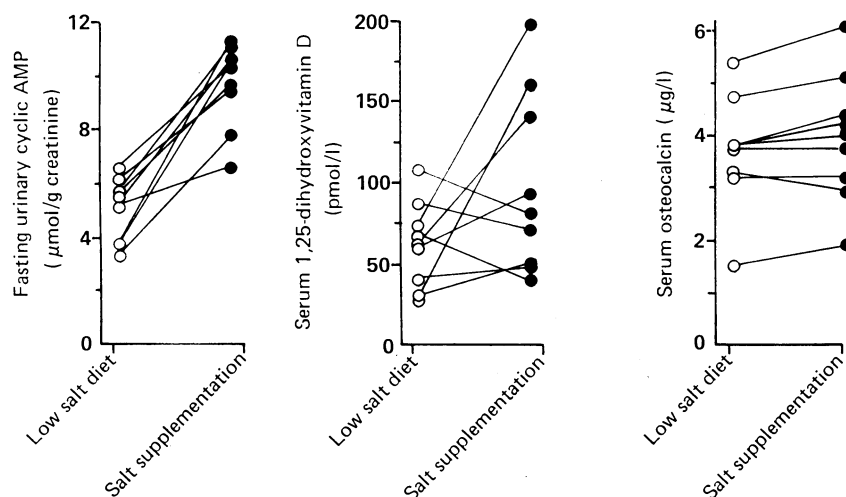 Fasting urinary cyclic AMP
( μmol/g creatinine)
12
8
4
0
Low salt diet
Salt supplementation
Serum 1,25-dihydroxyvitamin D
(pmol/l)
200
150
100
50
0
Low salt diet
Salt supplementation
Serum osteocalcin ( μg/l)
6
4
2
0
Low salt diet
Salt supplementation